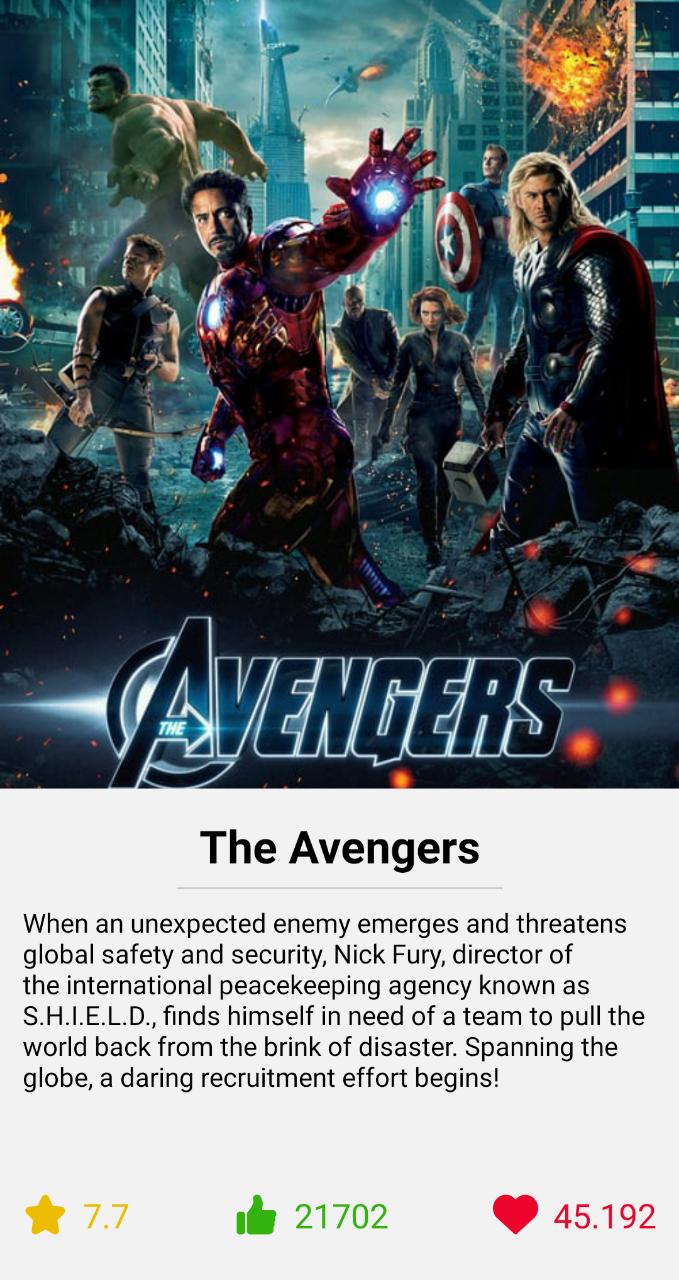 THE AVENGERS
The Avengers
When an unexpected enemy emerges and threatens
global safety and security, Nick Fury, director of
the international peacekeeping agency known as
S.H.I.E.L.D., finds himself in need of a team to pull the
world back from the brink of disaster. Spanning the
globe, a daring recruitment effort begins!
7.7 21702 45.192